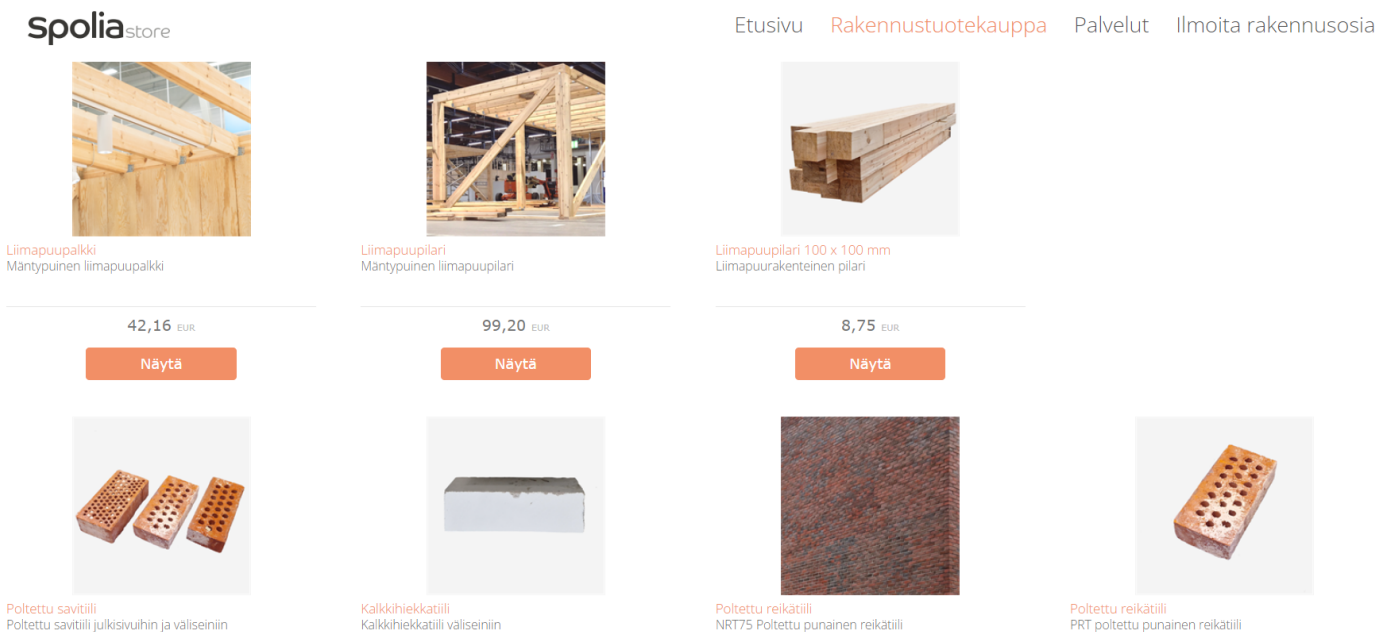 spolia store
Etusivu Rakennustuotekauppa Palvelut Ilmoita rakennusosia
Liimapuupalkki
Mäntypuinen liimapuupalkki
42,16 EUR
Näytä
Liimapuupilari
Mäntypuinen liimapuupilari
99,20 EUR
Näytä
Liimapuupilari 100 x 100 mm
Liimapuurakenteinen pilari
8,75 EUR
Näytä
Poltettu savitiili
Poltettu savitiili julkisivuihin ja väliseiniin
Kalkkihiekkatiili
Kalkkihiekkatiili väliseiniin
Poltettu reikätiili
NRT75 Poltettu punainen reikätiili
Poltettu reikätiili
PRT poltettu punainen reikätiili